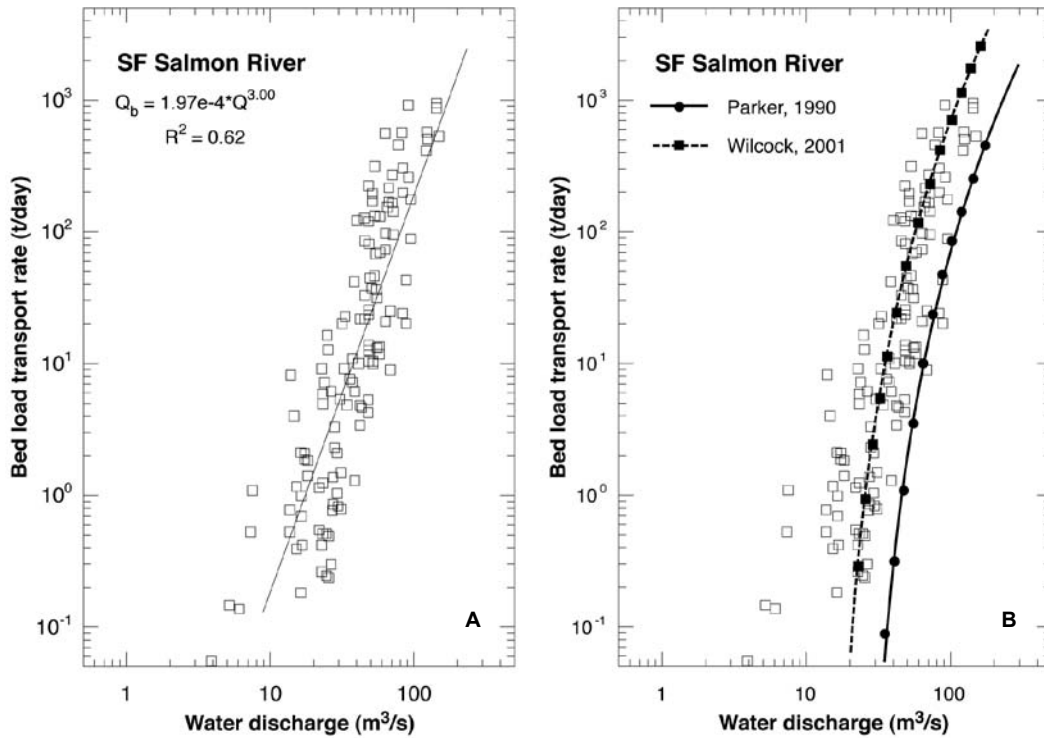 SF Salmon River
Q_b = 1.97e-4*Q^3.00
R^2 = 0.62
Bed load transport rate (t/day)
10^3
10^2
10^1
10^0
10^-1
A
1
10
100
Water discharge (m^3/s)
SF Salmon River
Parker, 1990
Wilcock, 2001
Bed load transport rate (t/day)
10^3
10^2
10^1
10^0
10^-1
B
1
10
100
Water discharge (m^3/s)